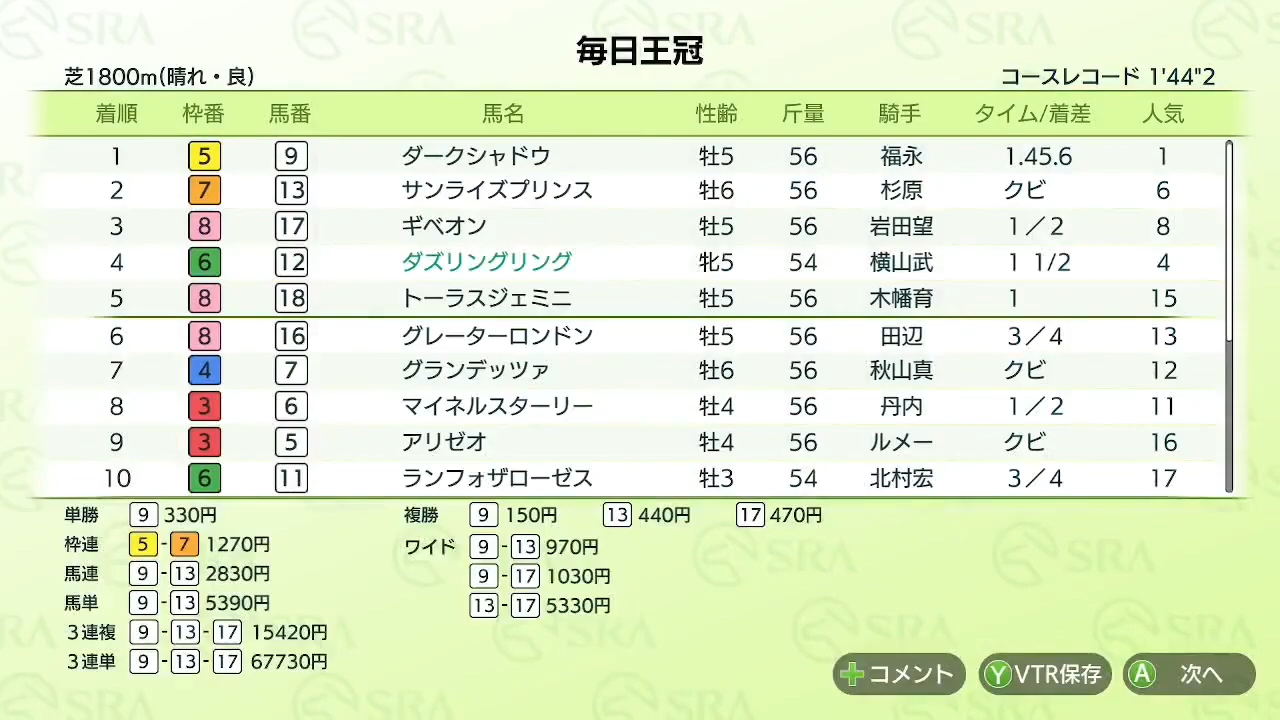 毎日王冠
芝1800m(晴れ・良) コースレコード 1'44"2
着順 枠番 馬番 馬名 性齢 斤量 騎手 タイム/着差 人気
1 5 9 ダークシャドウ 牡5 56 福永 1.45.6 1
2 7 13 サンライズプリンス 牡6 56 杉原 クビ 6
3 8 17 ギベオン 牡5 56 岩田望 1／2 8
4 6 12 ダズリングリング 牝5 54 横山武 1 1/2 4
5 8 18 トーラスジェミニ 牡5 56 木幡育 1 15
6 8 16 グレーターロンドン 牡5 56 田辺 3／4 13
7 4 7 グランデッツァ 牡6 56 秋山真 クビ 12
8 3 6 マイネルスターリー 牡4 56 丹内 1／2 11
9 3 5 アリゼオ 牡4 56 ルメー クビ 16
10 6 11 ランフォザローゼス 牡3 54 北村宏 3／4 17
単勝 9 330円 複勝 9 150円 13 440円 17 470円
枠連 5-7 1270円 ワイド 9-13 970円
馬連 9-13 2830円 9-17 1030円
馬単 9-13 5390円 13-17 5330円
3連複 9-13-17 15420円
3連単 9-13-17 67730円
コメント Y VTR保存 A 次へ
SRA